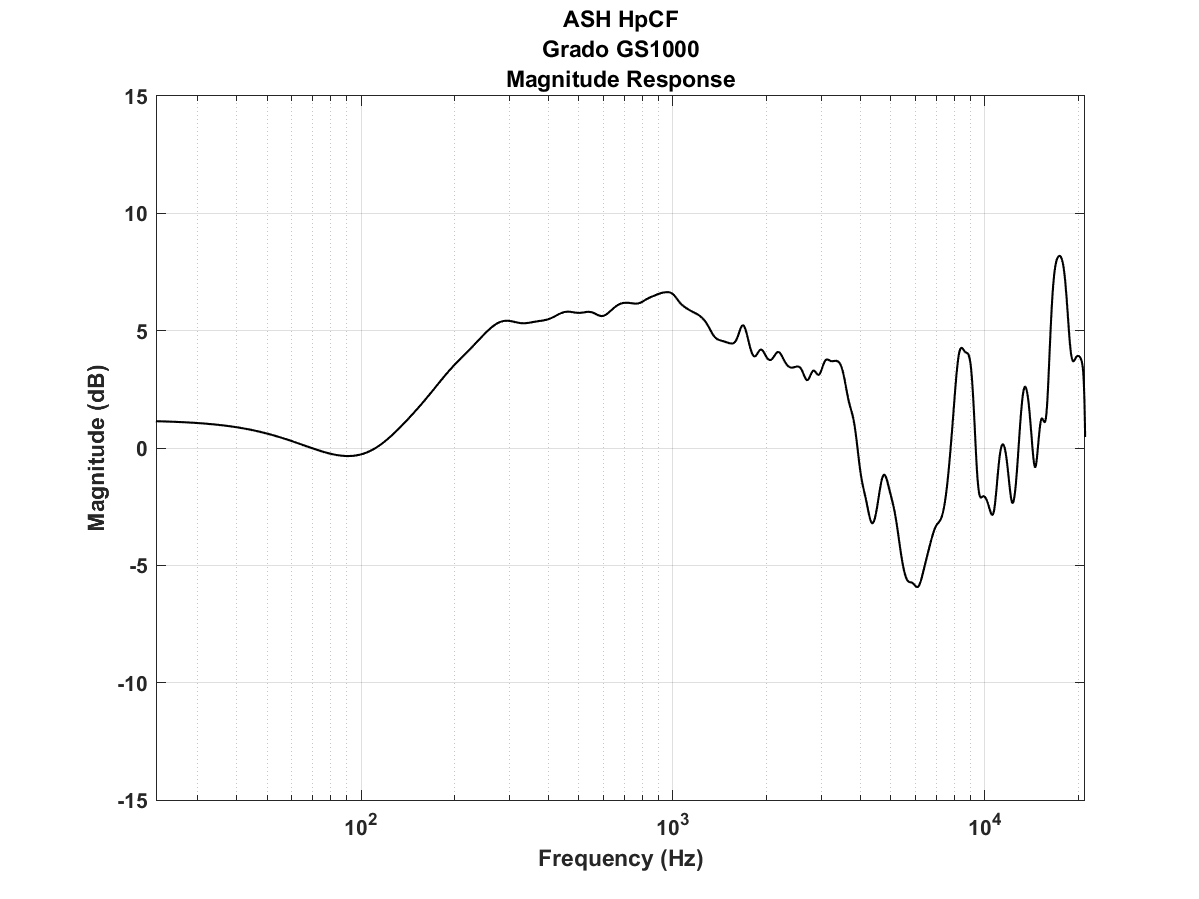 ASH HpCF
Grado GS1000
Magnitude Response
15
10
5
0
-5
-10
-15
Magnitude (dB)
10² 10³ 10⁴
Frequency (Hz)